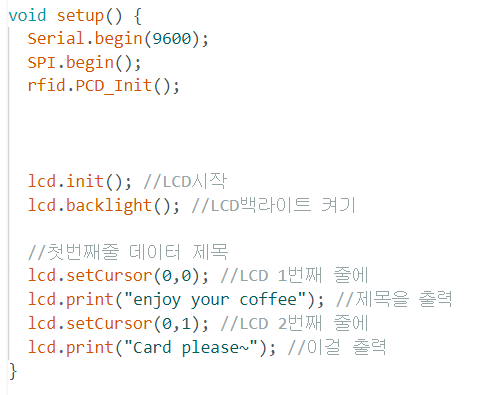 void setup() {
Serial.begin(9600);
SPI.begin();
rfid.PCD_Init();
lcd.init(); //LCD시작
lcd.backlight(); //LCD백라이트 켜기
//첫번째줄 데이터 제목
lcd.setCursor(0,0); //LCD 1번째 줄에
lcd.print("enjoy your coffee"); //제목을 출력
lcd.setCursor(0,1); //LCD 2번째 줄에
lcd.print("Card please~"); //이걸 출력
}